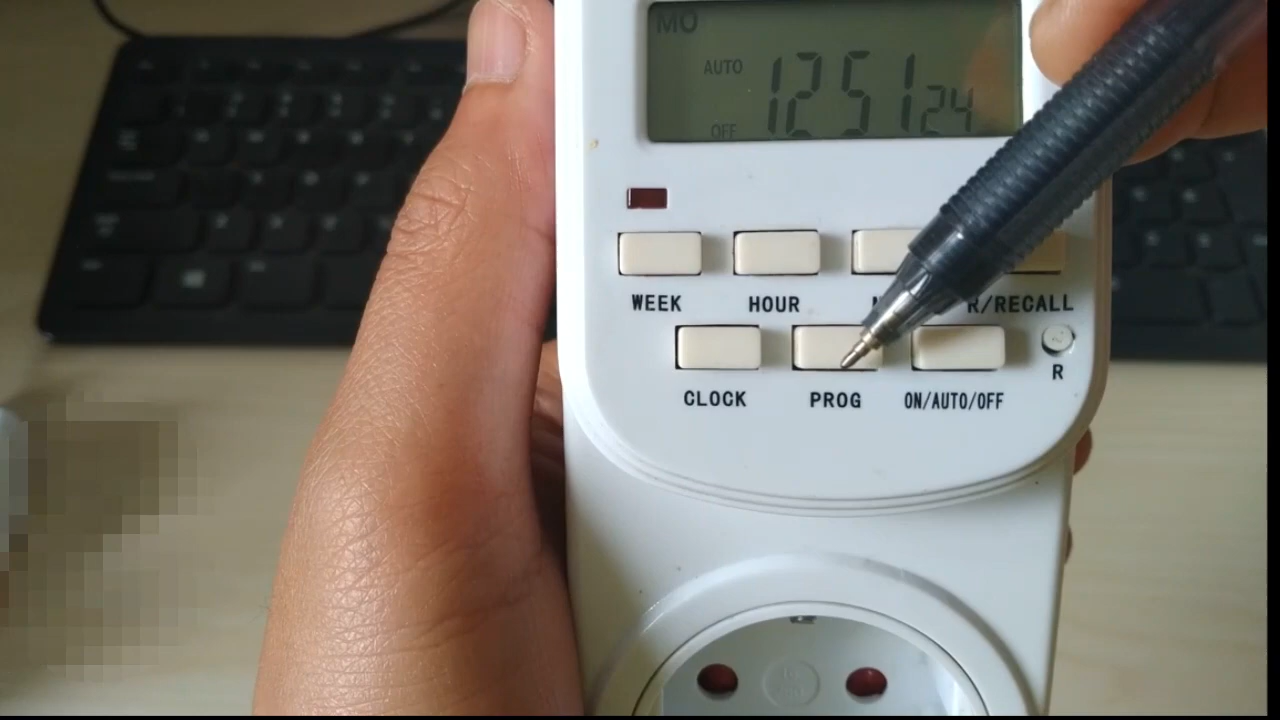 MO
AUTO
OFF
12 51 24
WEEK
HOUR
R/RECALL
CLOCK
PROG
ON/AUTO/OFF
R